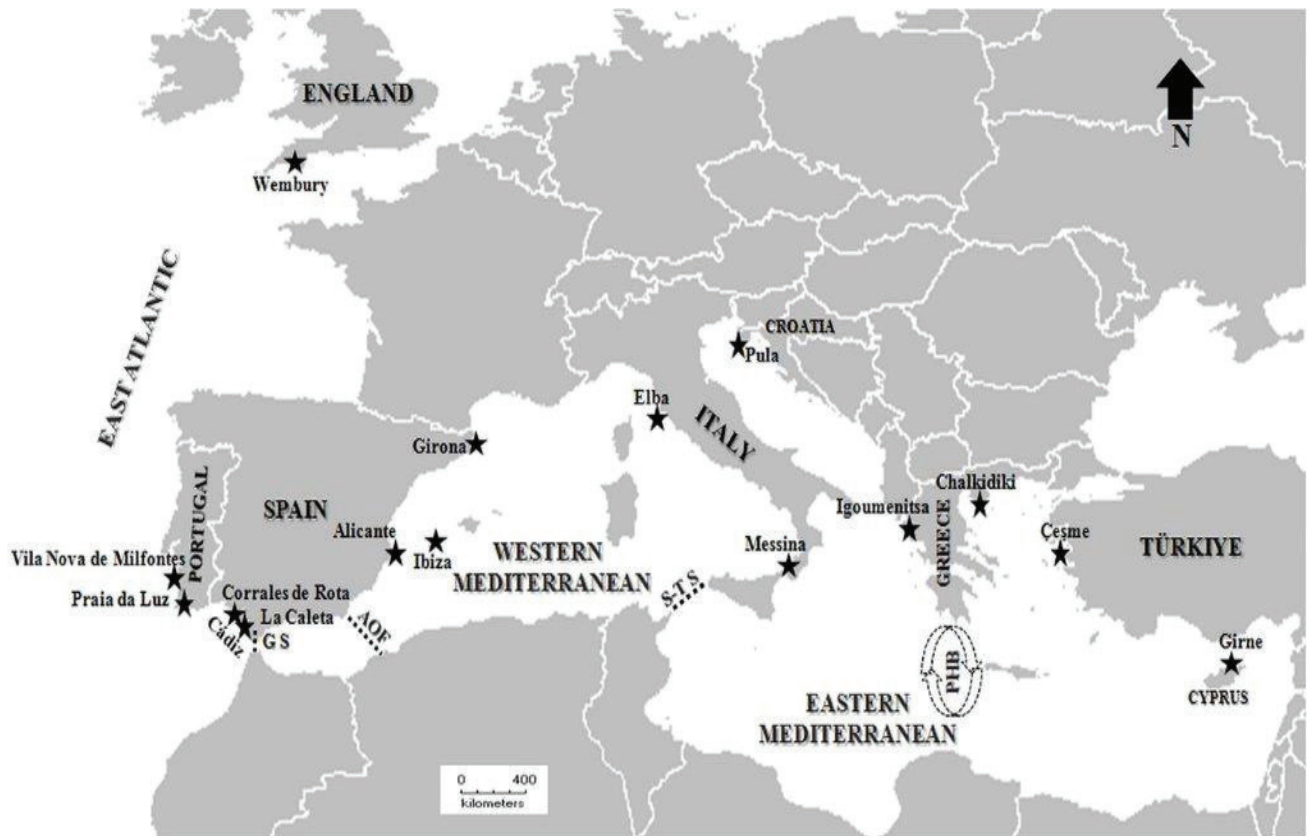 ENGLAND
N
Wembury
EAST ATLANTIC
CROATIA
Pula
Elba
ITALY
Girona
PORTUGAL
SPAIN
Chalkidiki
Igoumenitsa
GREECE
Çeşme
TÜRKIYE
Alicante
Ibiza
WESTERN
MEDITERRANEAN
Messina
S-T S
Vila Nova de Milfontes
Praia da Luz
Corrales de Rota
La Caleta
Cádiz
G S
AOF
PHB
Girne
CYPRUS
EASTERN
MEDITERRANEAN
0 400
kilometers